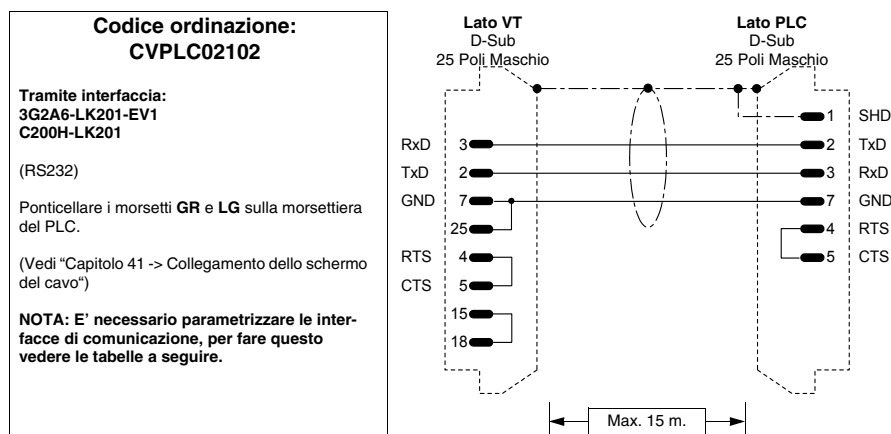 Codice ordinazione:
CVPLC02102
Tramite interfaccia:
3G2A6-LK201-EV1
C200H-LK201
(RS232)
Ponticellare i morsetti GR e LG sulla morsettiera
del PLC.
(Vedi “Capitolo 41 -> Collegamento dello schermo
del cavo“)
NOTA: E' necessario parametrizzare le inter-
facce di comunicazione, per fare questo
vedere le tabelle a seguire.
Lato VT
D-Sub
25 Poli Maschio
Lato PLC
D-Sub
25 Poli Maschio
1 SHD
RxD 3 2 TxD
TxD 2 3 RxD
GND 7 7 GND
25 4 RTS
RTS 4 5 CTS
CTS 5
15
18
Max. 15 m.